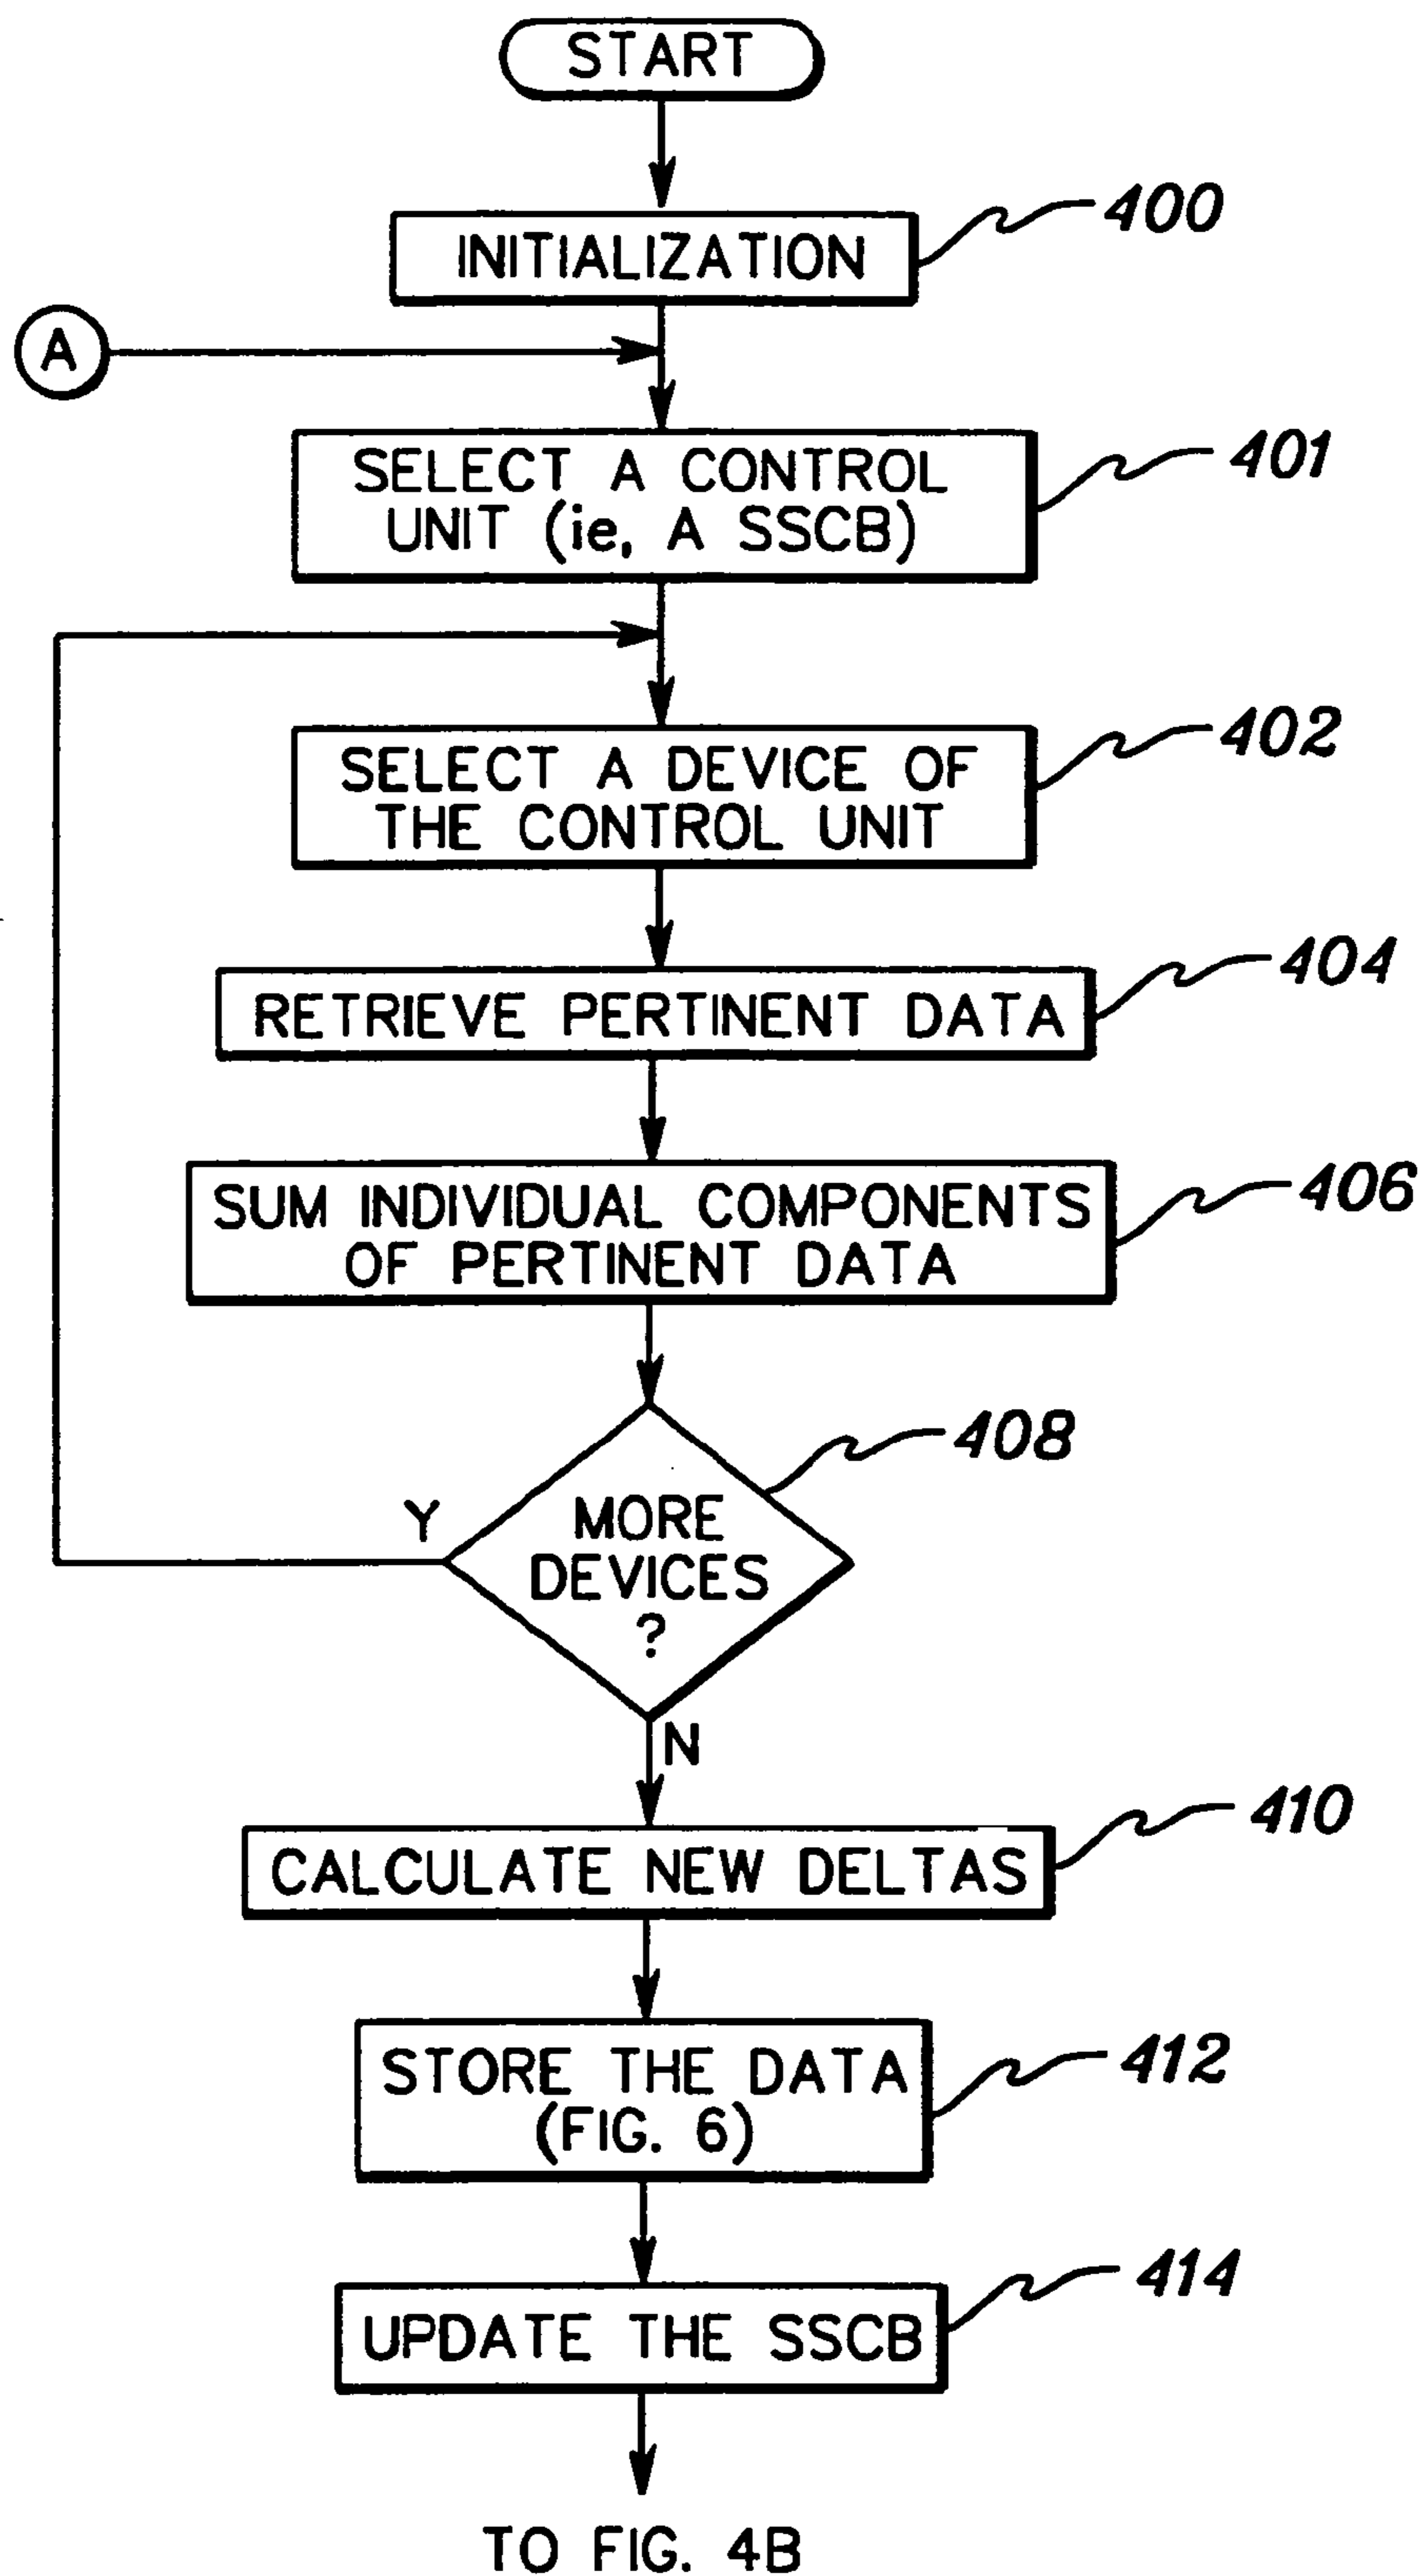 START
INITIALIZATION
400
A
SELECT A CONTROL
UNIT (ie, A SSCB)
401
SELECT A DEVICE OF
THE CONTROL UNIT
402
RETRIEVE PERTINENT DATA
404
SUM INDIVIDUAL COMPONENTS
OF PERTINENT DATA
406
408
Y
MORE
DEVICES
?
N
CALCULATE NEW DELTAS
410
STORE THE DATA
(FIG. 6)
412
UPDATE THE SSCB
414
TO FIG. 4B